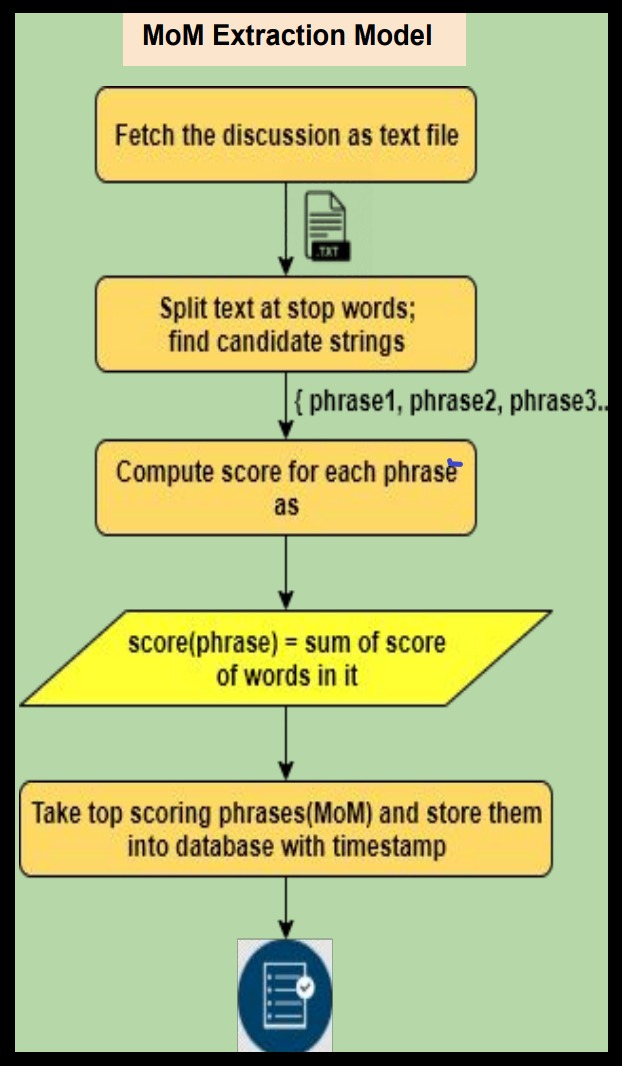 MoM Extraction Model
Fetch the discussion as text file
.TXT
Split text at stop words;
find candidate strings
{ phrase1, phrase2, phrase3..
Compute score for each phrase
as
score(phrase) = sum of score
of words in it
Take top scoring phrases(MoM) and store them
into database with timestamp